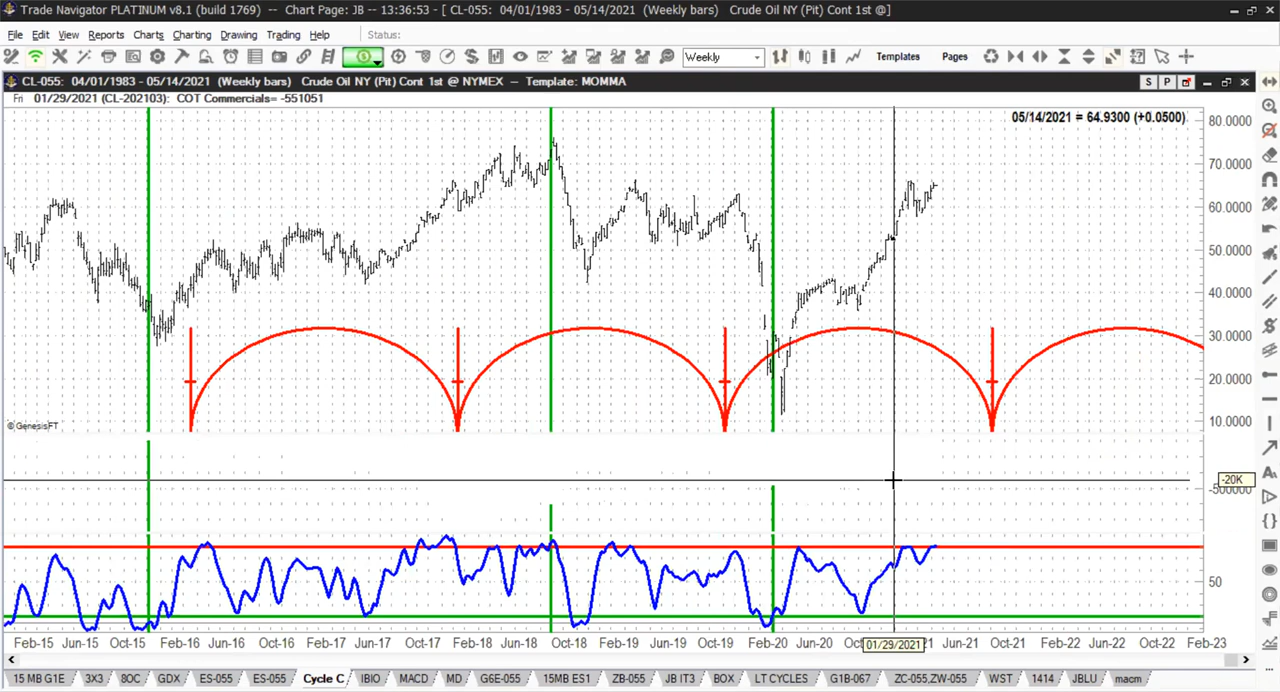 Trade Navigator PLATINUM v8.1 (build 1769) -- Chart Page: JB -- 13:36:53 - [ CL-055: 04/01/1983 - 05/14/2021 (Weekly bars) Crude Oil NY (Pit) Cont 1st @]
File Edit View Reports Charts Charting Drawing Trading Help Status:
Weekly Templates Pages
CL-055: 04/01/1983 - 05/14/2021 (Weekly bars) Crude Oil NY (Pit) Cont 1st @ NYMEX – Template: MOMMA S P
Fri 01/29/2021 (CL-202103): COT Commercials= -551051
05/14/2021 = 64.9300 (+0.0500)
80.0000
70.0000
60.0000
50.0000
40.0000
30.0000
20.0000
10.0000
© GenesisFT
-20K
-500000
50
Feb-15 Jun-15 Oct-15 Feb-16 Jun-16 Oct-16 Feb-17 Jun-17 Oct-17 Feb-18 Jun-18 Oct-18 Feb-19 Jun-19 Oct-19 Feb-20 Jun-20 01/29/2021 Jun-21 Oct-21 Feb-22 Jun-22 Oct-22 Feb-23
15 MB G1E 3X3 8OC GDX ES-055 ES-055 Cycle C IBIO MACD MD G6E-055 15MB ES1 ZB-055 JB IT3 BOX LT CYCLES G1B-067 ZC-055,ZW-055 WST 1414 JBLU macm